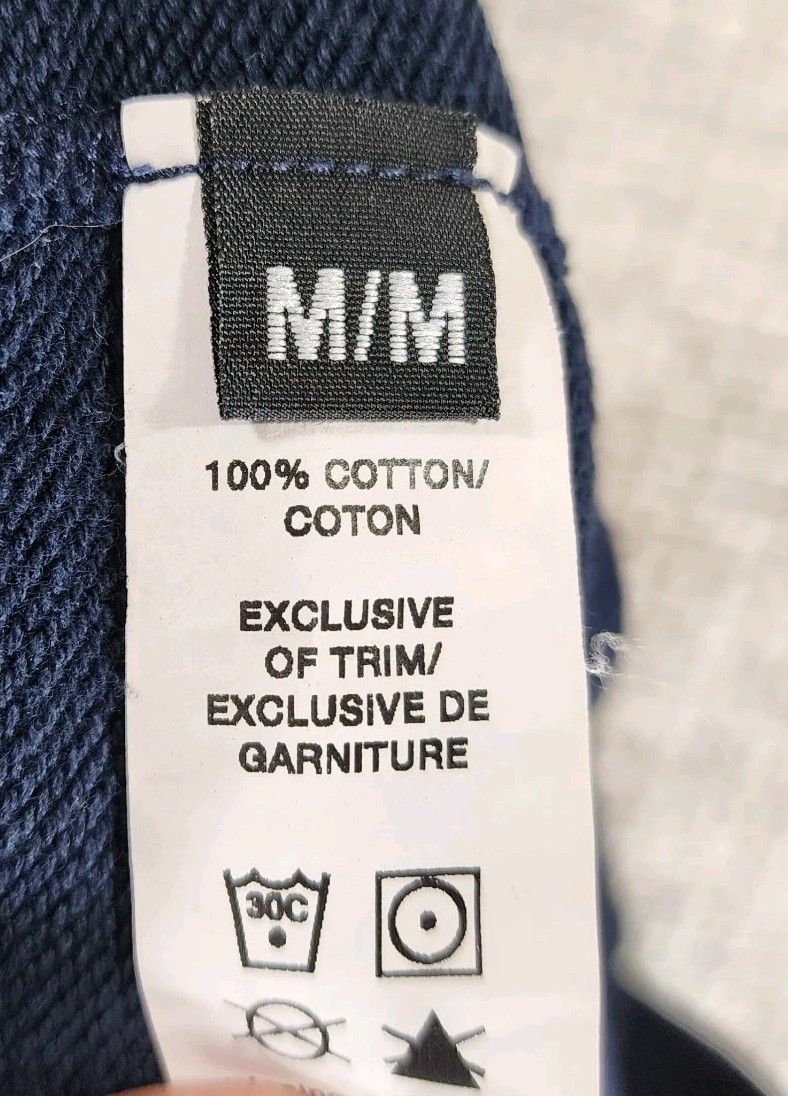 M/M
100% COTTON/
COTON
EXCLUSIVE
OF TRIM/
EXCLUSIVE DE
GARNITURE
30C